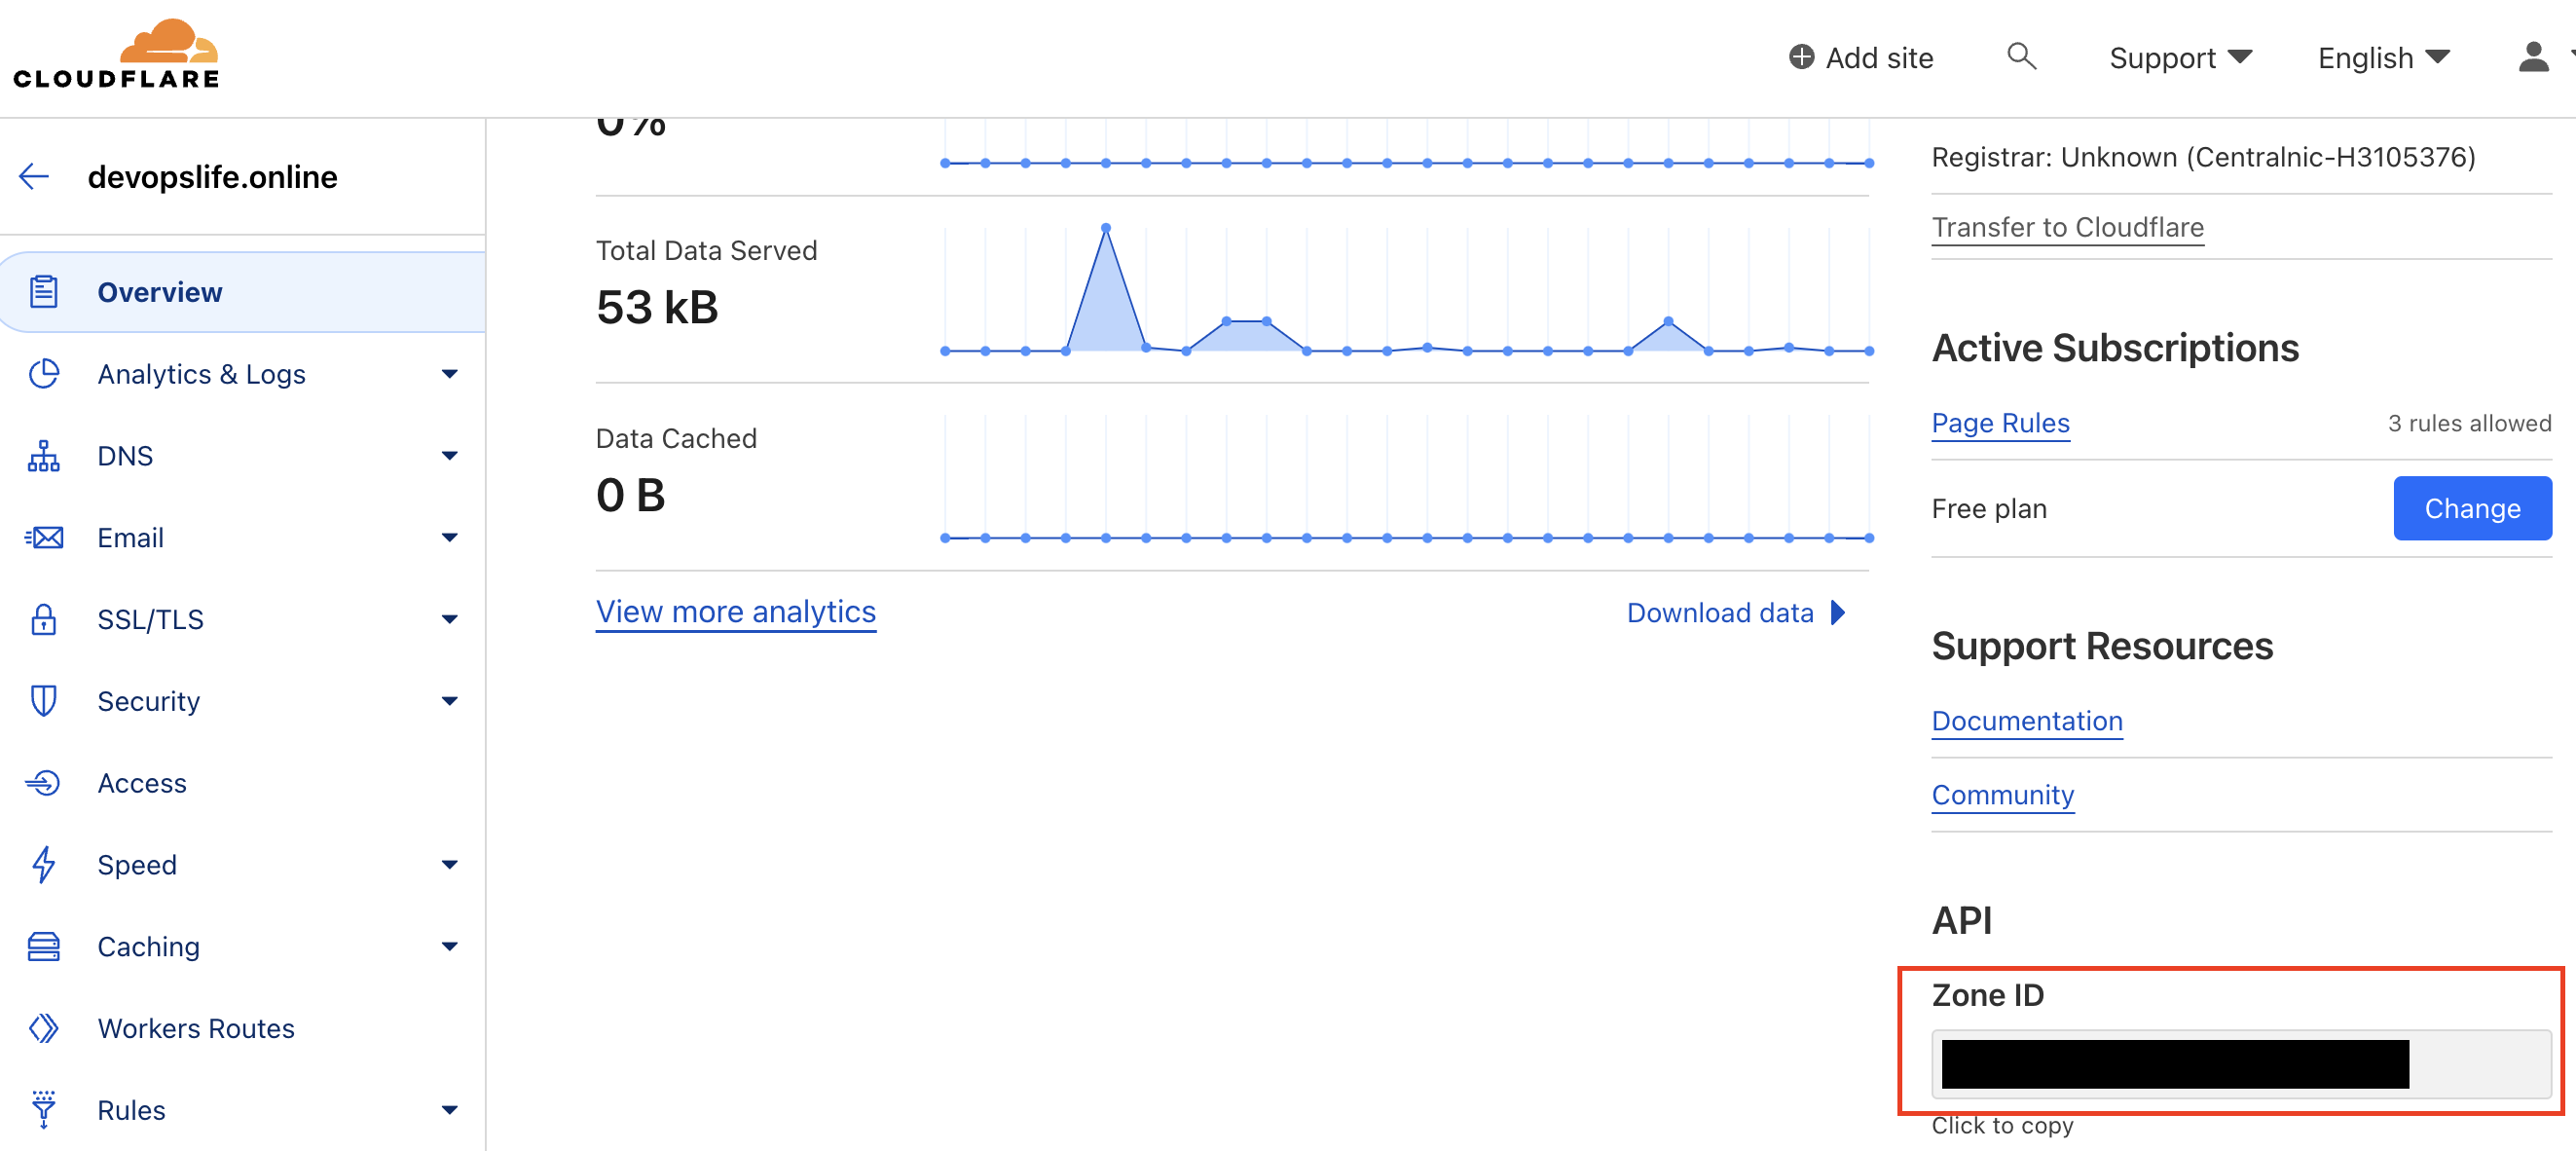 CLOUDFLARE
Add site
Support
English
devopslife.online
Overview
Analytics & Logs
DNS
Email
SSL/TLS
Security
Access
Speed
Caching
Workers Routes
Rules
0%
Total Data Served
53 kB
Data Cached
0 B
View more analytics
Download data
Registrar: Unknown (Centralnic-H3105376)
Transfer to Cloudflare
Active Subscriptions
Page Rules 3 rules allowed
Free plan Change
Support Resources
Documentation
Community
API
Zone ID
Click to copy